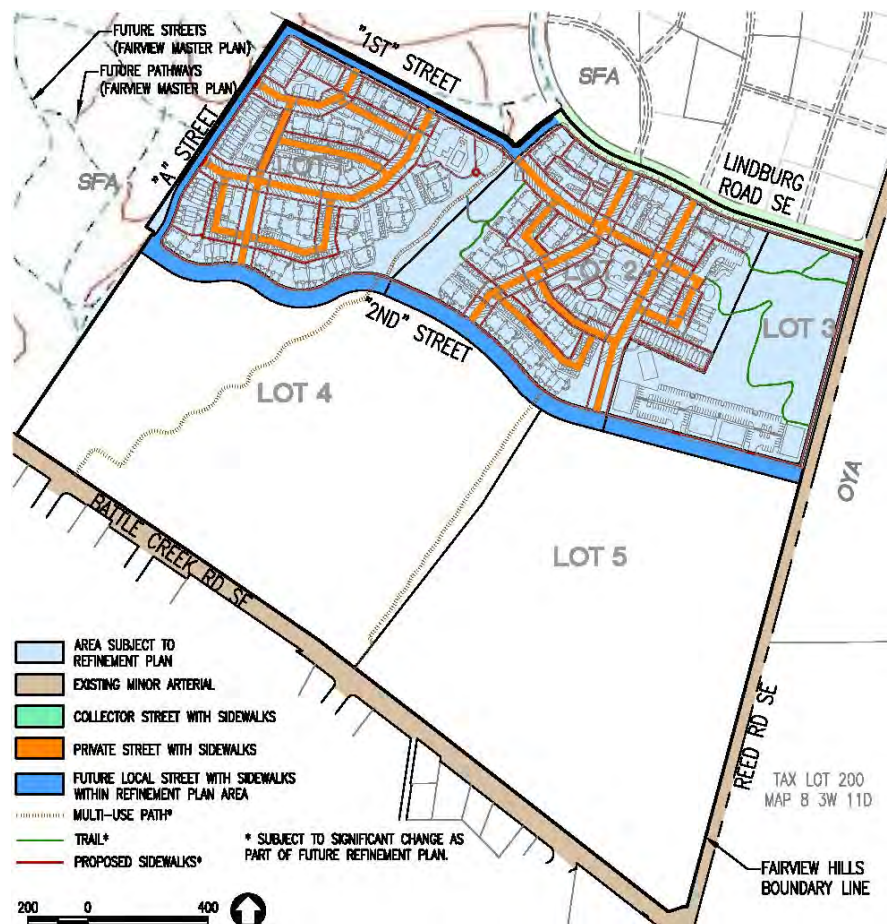 FUTURE STREETS
(FAIRVIEW MASTER PLAN)
FUTURE PATHWAYS
(FAIRVIEW MASTER PLAN)
"1ST" STREET
SFA
"A" STREET
SFA
LINDBURG
ROAD SE
LOT 1
LOT 2
LOT 3
"2ND" STREET
LOT 4
OYA
BATTLE CREEK RD SE
LOT 5
REED RD SE
AREA SUBJECT TO
REFINEMENT PLAN
EXISTING MINOR ARTERIAL
COLLECTOR STREET WITH SIDEWALKS
PRIVATE STREET WITH SIDEWALKS
FUTURE LOCAL STREET WITH SIDEWALKS
WITHIN REFINEMENT PLAN AREA
MULTI-USE PATH*
TRAIL*
PROPOSED SIDEWALKS*
* SUBJECT TO SIGNIFICANT CHANGE AS
PART OF FUTURE REFINEMENT PLAN.
TAX LOT 200
MAP 8 3W 11D
FAIRVIEW HILLS
BOUNDARY LINE
200 0 400